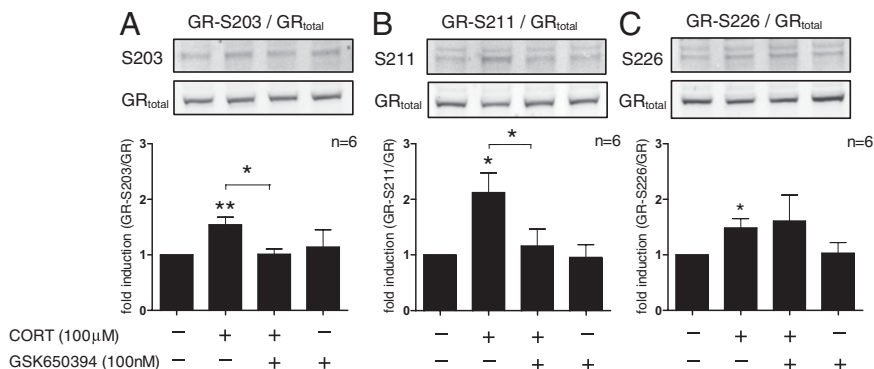 A GR-S203 / GRtotal
S203
GRtotal
n=6
fold induction (GR-S203/GR)
3
2
1
0
**
*
B GR-S211 / GRtotal
S211
GRtotal
n=6
fold induction (GR-S211/GR)
3
2
1
0
*
*
C GR-S226 / GRtotal
S226
GRtotal
n=6
fold induction (GR-S226/GR)
3
2
1
0
*
CORT (100µM) – + + – – + + – – + + –
GSK650394 (100nM) – – + + – – + + – – + +